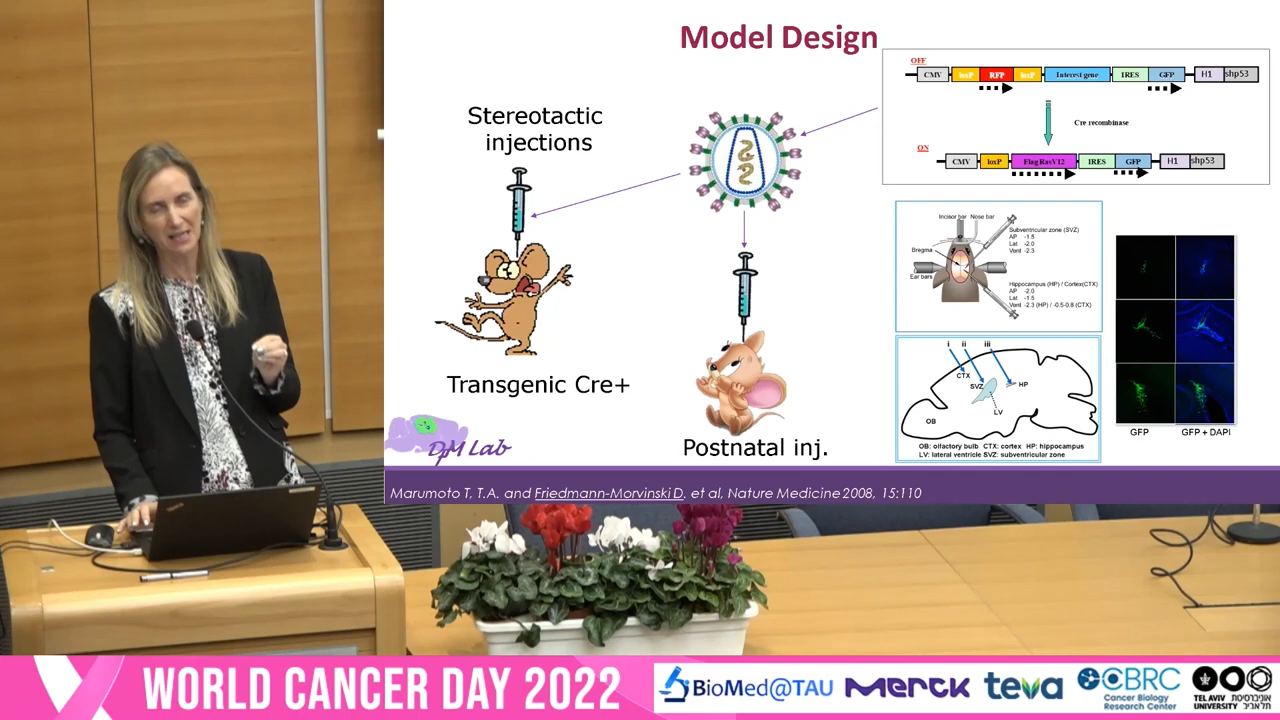 Model Design
Stereotactic
injections
Transgenic Cre+
Postnatal inj.
OFF
CMV loxP RFP loxP Interest gene IRES GFP H1 shp53
Cre recombinase
ON
CMV loxP Flag RasV12 IRES GFP H1 shp53
Incisor bar Nose bar
Subventricular zone (SVZ)
AP -1.5
Lat -2.0
Vent -2.3
Bregma
Ear bars
Hippocampus (HP) / Cortex(CTX)
AP -2.0
Lat -1.5
Vent -2.3 (HP) / -0.5-0.8 (CTX)
i ii iii
CTX
SVZ
HP
LV
OB
OB: olfactory bulb CTX: cortex HP: hippocampus
LV: lateral ventricle SVZ: subventricular zone
GFP GFP + DAPI
DFM Lab
Marumoto T, T.A. and Friedmann-Morvinski D. et al, Nature Medicine 2008, 15:110
WORLD CANCER DAY 2022
BioMed@TAU
MERCK
teva
CBRC
Cancer Biology
Research Center
TEL AVIV אוניברסיטת
UNIVERSITY תל אביב